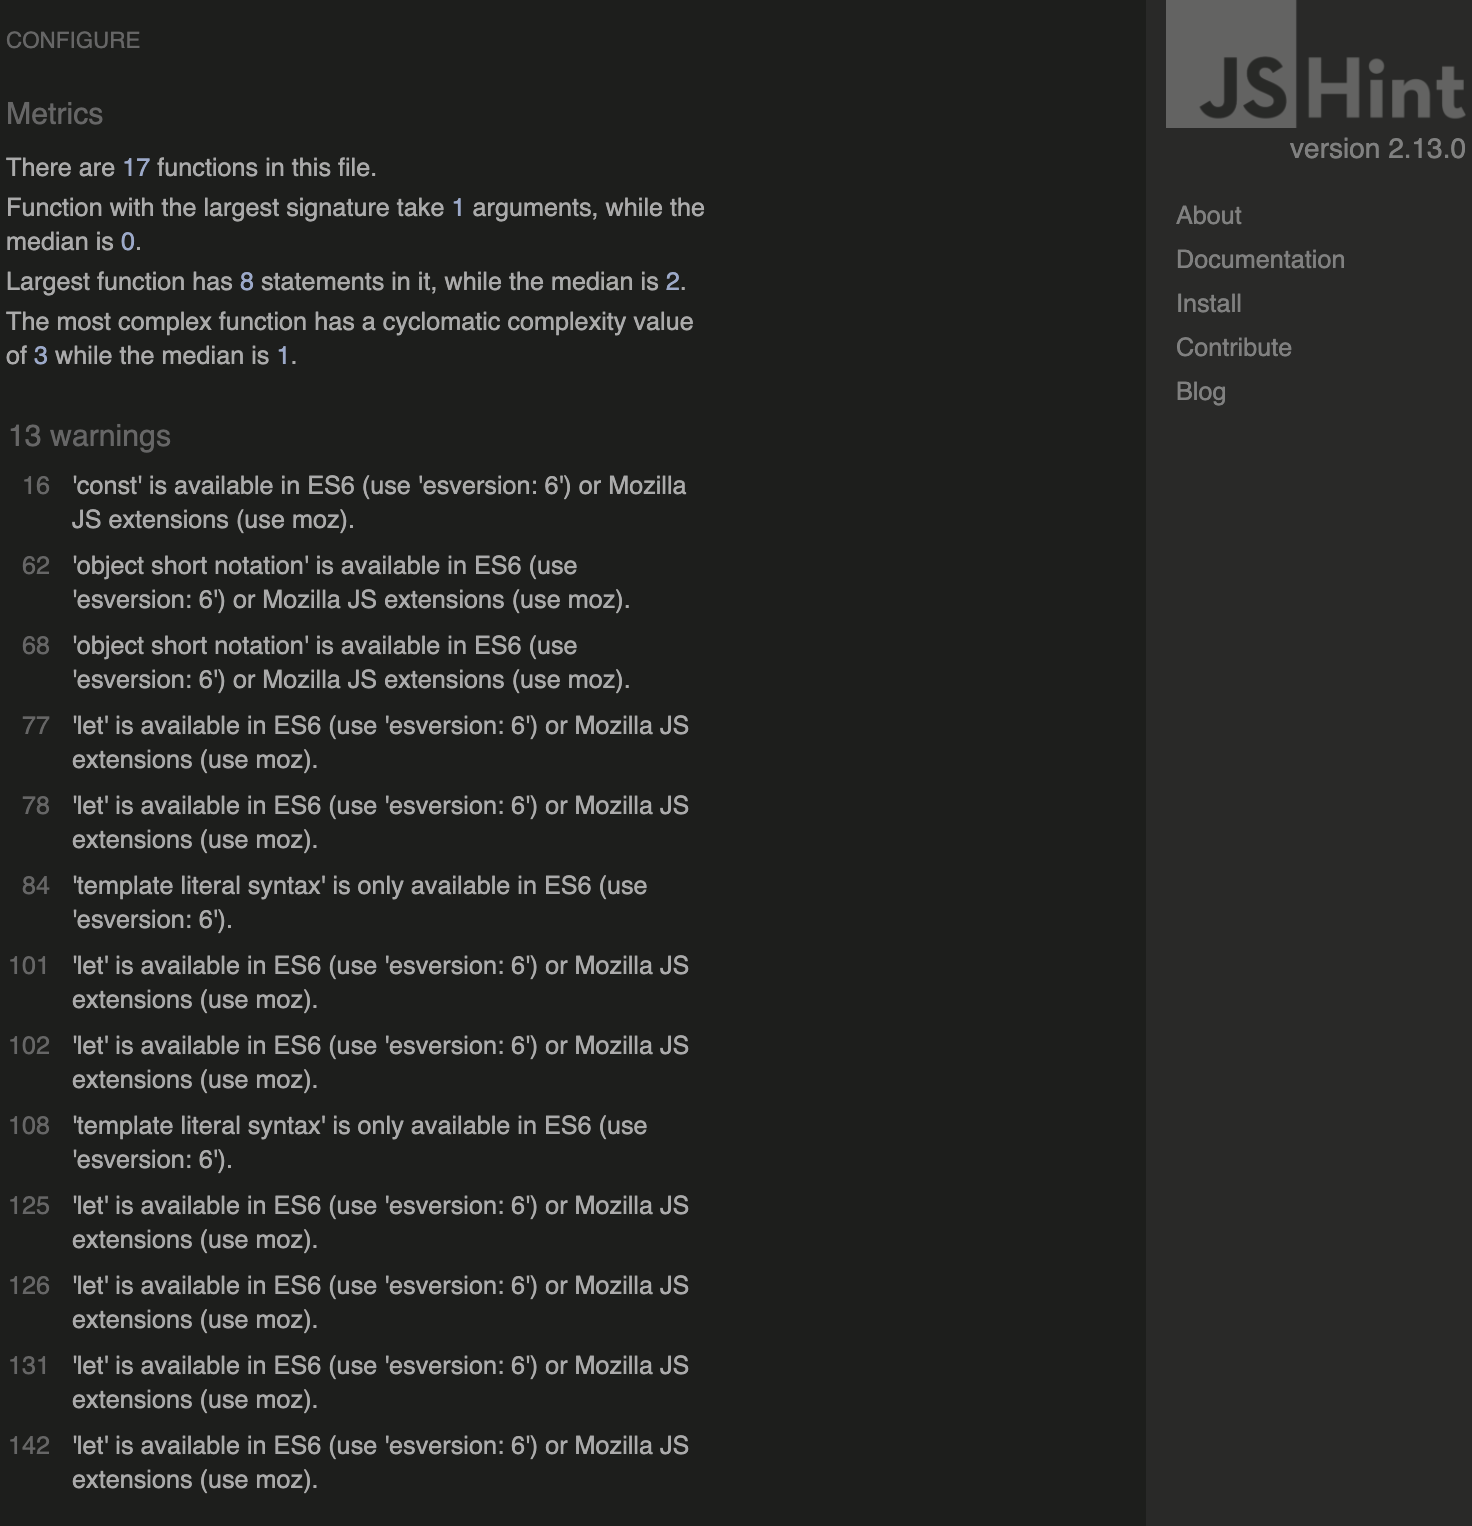 CONFIGURE
Metrics
There are 17 functions in this file.
Function with the largest signature take 1 arguments, while the
median is 0.
Largest function has 8 statements in it, while the median is 2.
The most complex function has a cyclomatic complexity value
of 3 while the median is 1.
13 warnings
16 'const' is available in ES6 (use 'esversion: 6') or Mozilla
JS extensions (use moz).
62 'object short notation' is available in ES6 (use
'esversion: 6') or Mozilla JS extensions (use moz).
68 'object short notation' is available in ES6 (use
'esversion: 6') or Mozilla JS extensions (use moz).
77 'let' is available in ES6 (use 'esversion: 6') or Mozilla JS
extensions (use moz).
78 'let' is available in ES6 (use 'esversion: 6') or Mozilla JS
extensions (use moz).
84 'template literal syntax' is only available in ES6 (use
'esversion: 6').
101 'let' is available in ES6 (use 'esversion: 6') or Mozilla JS
extensions (use moz).
102 'let' is available in ES6 (use 'esversion: 6') or Mozilla JS
extensions (use moz).
108 'template literal syntax' is only available in ES6 (use
'esversion: 6').
125 'let' is available in ES6 (use 'esversion: 6') or Mozilla JS
extensions (use moz).
126 'let' is available in ES6 (use 'esversion: 6') or Mozilla JS
extensions (use moz).
131 'let' is available in ES6 (use 'esversion: 6') or Mozilla JS
extensions (use moz).
142 'let' is available in ES6 (use 'esversion: 6') or Mozilla JS
extensions (use moz).
JSHint
version 2.13.0
About
Documentation
Install
Contribute
Blog